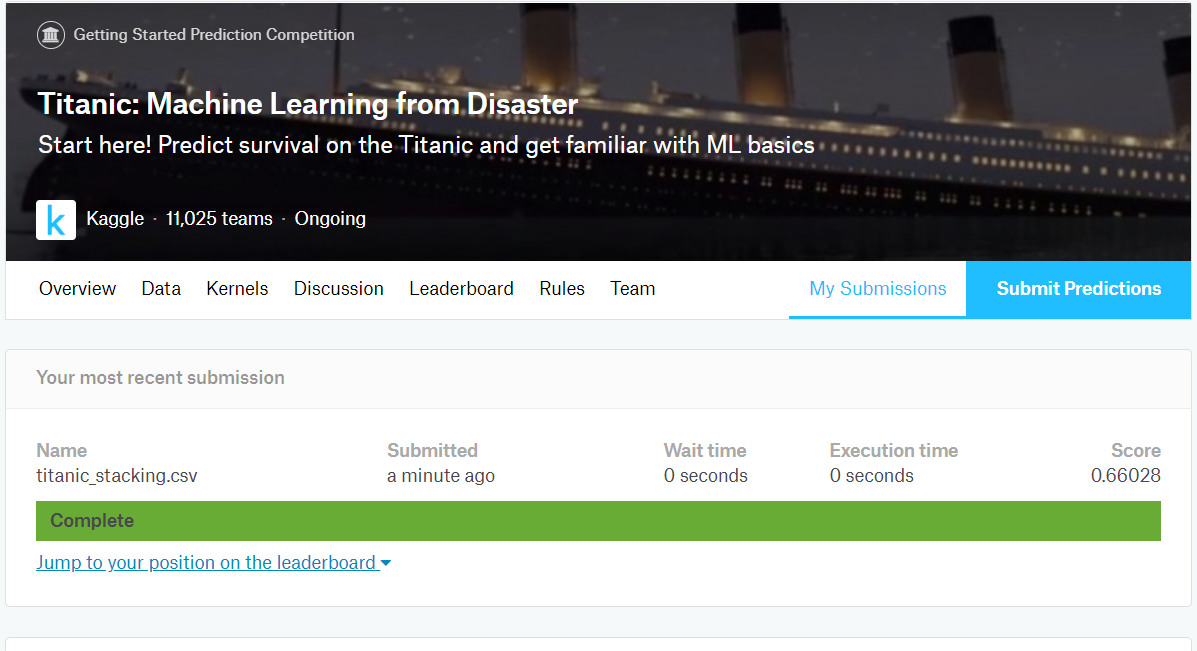 Getting Started Prediction Competition
Titanic: Machine Learning from Disaster
Start here! Predict survival on the Titanic and get familiar with ML basics
k Kaggle · 11,025 teams · Ongoing
Overview Data Kernels Discussion Leaderboard Rules Team My Submissions Submit Predictions
Your most recent submission
Name Submitted Wait time Execution time Score
titanic_stacking.csv a minute ago 0 seconds 0 seconds 0.66028
Complete
Jump to your position on the leaderboard